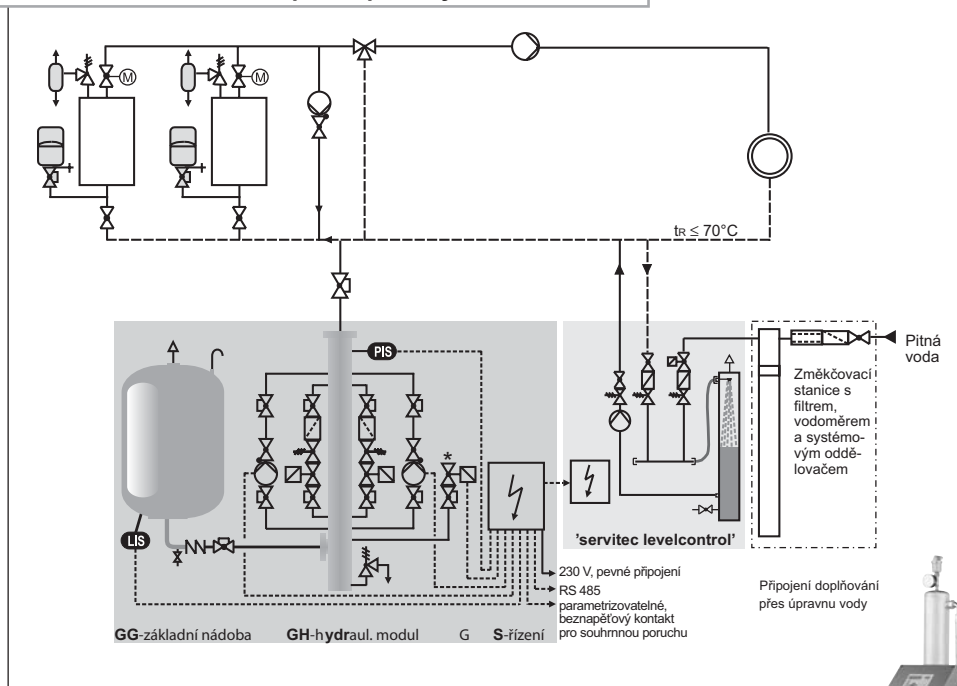 M
M
tR ≤ 70°C
PIS
Pitná
voda
Změkčovací
stanice s
filtrem,
vodoměrem
a systémo-
vým oddě-
lovačem
*
LIS
'servitec levelcontrol'
230 V, pevné připojení
RS 485
parametrizovatelné,
beznapěťový kontakt
pro souhrnnou poruchu
Připojení doplňování
přes úpravnu vody
GG-základní nádoba
GH-hydraul. modul
G
S-řízení